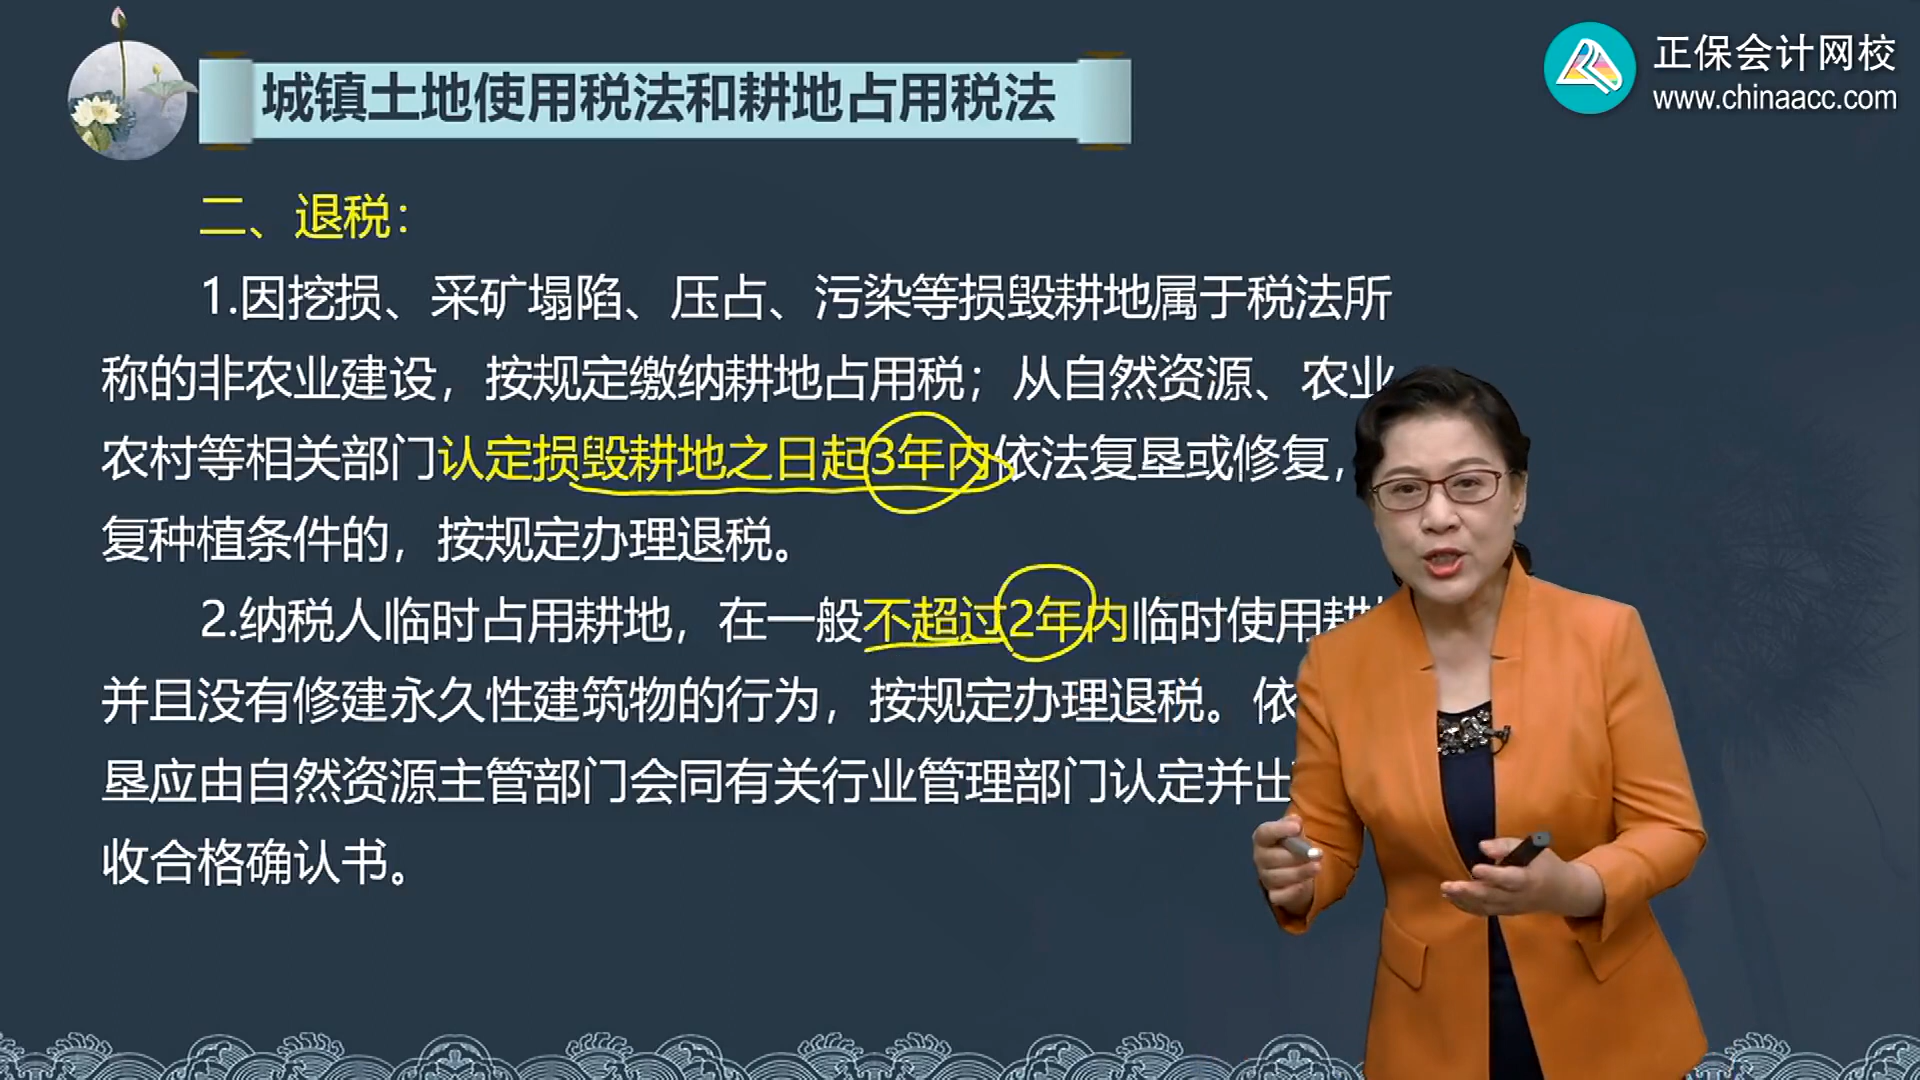 城镇土地使用税法和耕地占用税法
正保会计网校
www.chinaacc.com
二、退税：
1.因挖损、采矿塌陷、压占、污染等损毁耕地属于税法所
称的非农业建设，按规定缴纳耕地占用税；从自然资源、农业
农村等相关部门认定损毁耕地之日起3年内依法复垦或修复，
复种植条件的，按规定办理退税。
2.纳税人临时占用耕地，在一般不超过2年内临时使用耕
并且没有修建永久性建筑物的行为，按规定办理退税。依
垦应由自然资源主管部门会同有关行业管理部门认定并出
收合格确认书。